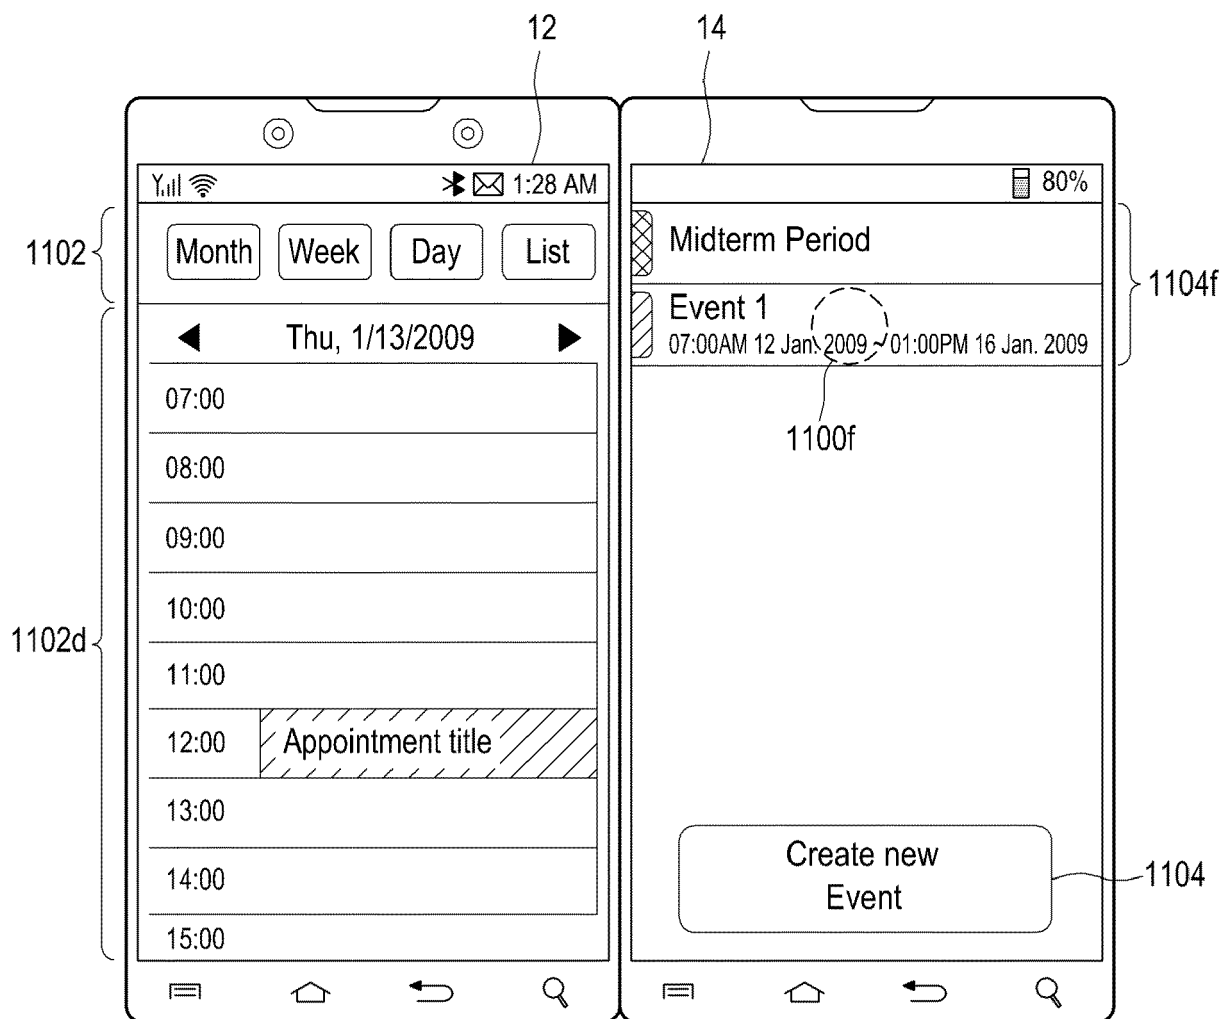 12
14
1:28 AM
80%
1102
Month Week Day List
Midterm Period
1104f
Event 1
07:00AM 12 Jan. 2009 ~ 01:00PM 16 Jan. 2009
Thu, 1/13/2009
1100f
07:00
08:00
09:00
10:00
1102d
11:00
12:00 Appointment title
13:00
14:00
15:00
Create new
Event
1104